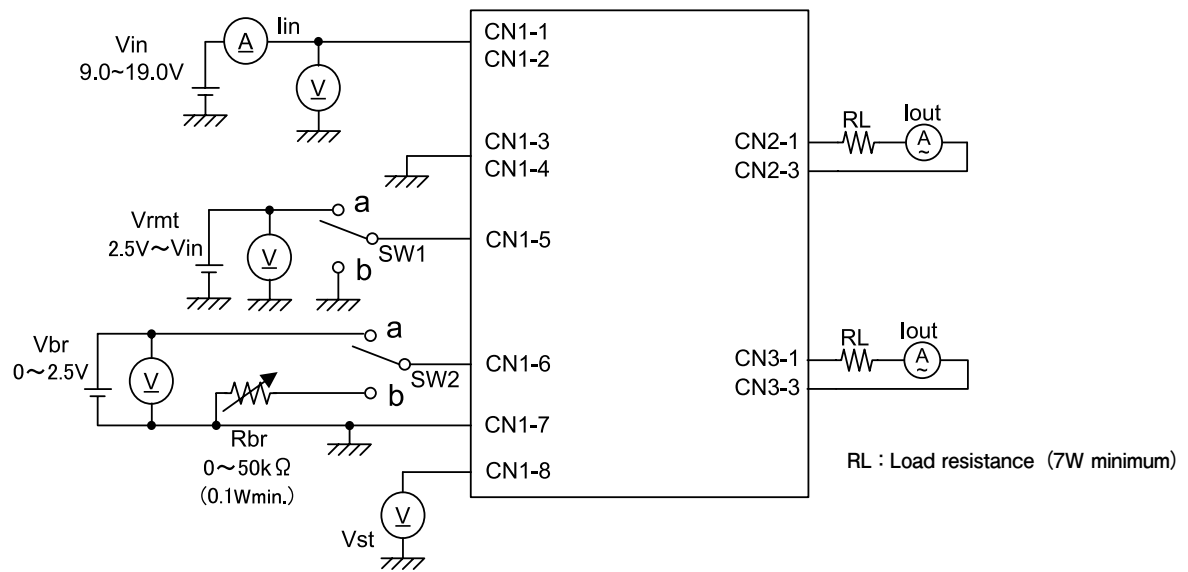 Vin
9.0~19.0V
A
Iin
V
CN1-1
CN1-2
CN1-3
CN1-4
Vrmt
2.5V～Vin
V
a
b
SW1
CN1-5
Vbr
0～2.5V
V
a
b
SW2
CN1-6
Rbr
0～50kΩ
(0.1Wmin.)
CN1-7
CN1-8
V
Vst
CN2-1
CN2-3
RL
Iout
A
~
CN3-1
CN3-3
RL
Iout
A
~
RL：Load resistance (7W minimum)